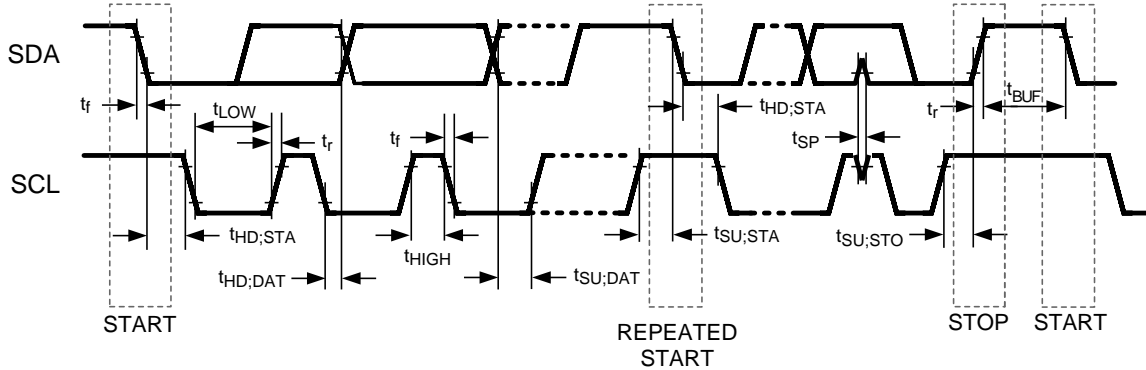 SDA
tf
tLOW
tr
tf
tHD;STA
tSP
tr
tBUF
SCL
tHD;STA
tHD;DAT
tHIGH
tSU;DAT
tSU;STA
tSU;STO
START
REPEATED
START
STOP
START